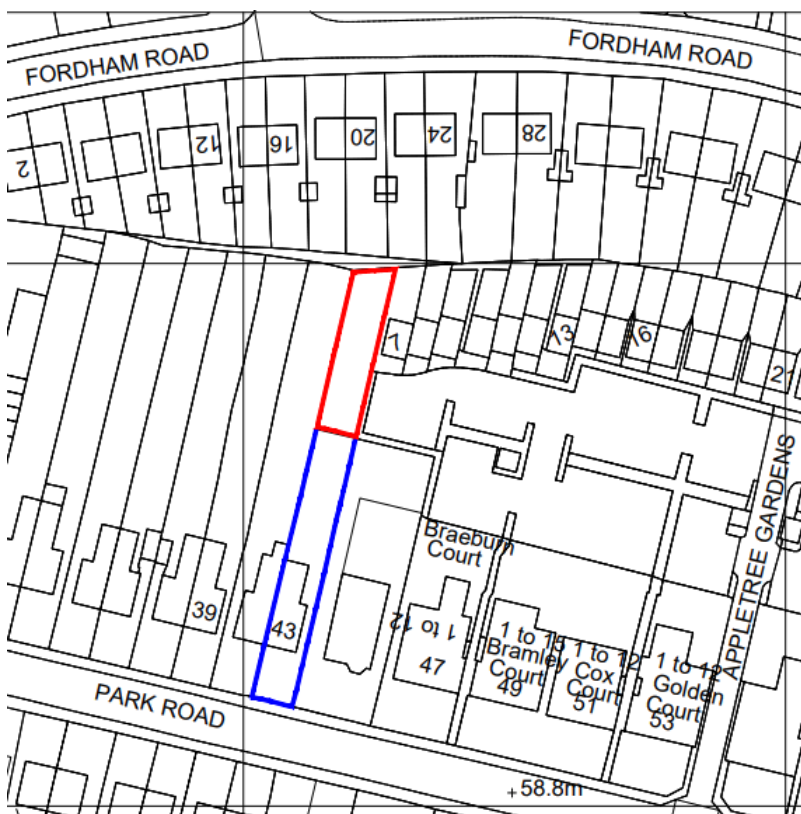 FORDHAM ROAD
FORDHAM ROAD
2
12
16
20
24
28
7
13
16
21
APPLETREE GARDENS
Braeburn
Court
39
43
1 to 12
47
1 to 15
Bramley
Court
49
1 to 12
Cox
Court
51
1 to 12
Golden
Court
53
PARK ROAD
58.8m